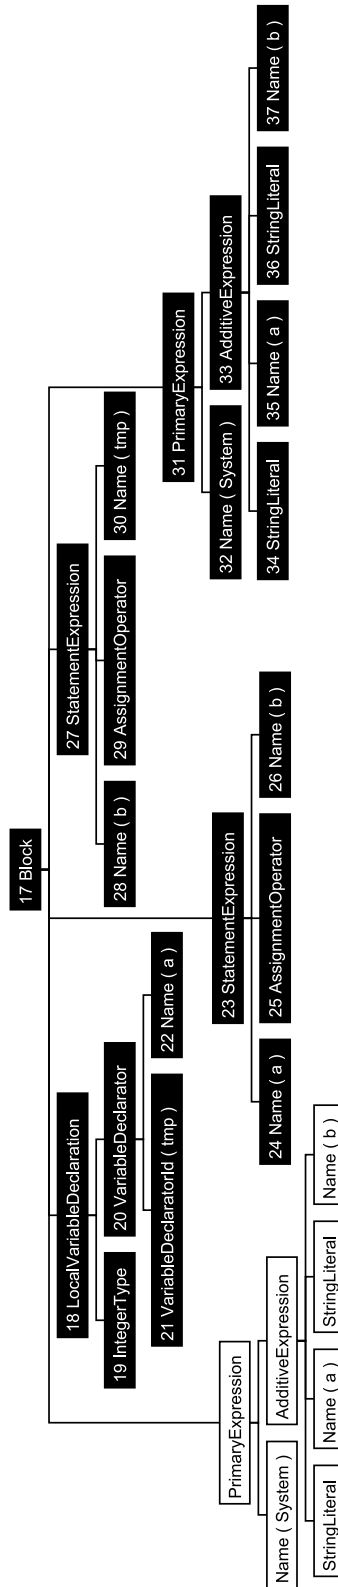 17 Block
PrimaryExpression
Name ( System )
AdditiveExpression
StringLiteral
Name ( a )
StringLiteral
Name ( b )
18 LocalVariableDeclaration
19 IntegerType
20 VariableDeclarator
21 VariableDeclaratorId ( tmp )
22 Name ( a )
23 StatementExpression
24 Name ( a )
25 AssignmentOperator
26 Name ( b )
27 StatementExpression
28 Name ( b )
29 AssignmentOperator
30 Name ( tmp )
31 PrimaryExpression
32 Name ( System )
33 AdditiveExpression
34 StringLiteral
35 Name ( a )
36 StringLiteral
37 Name ( b )